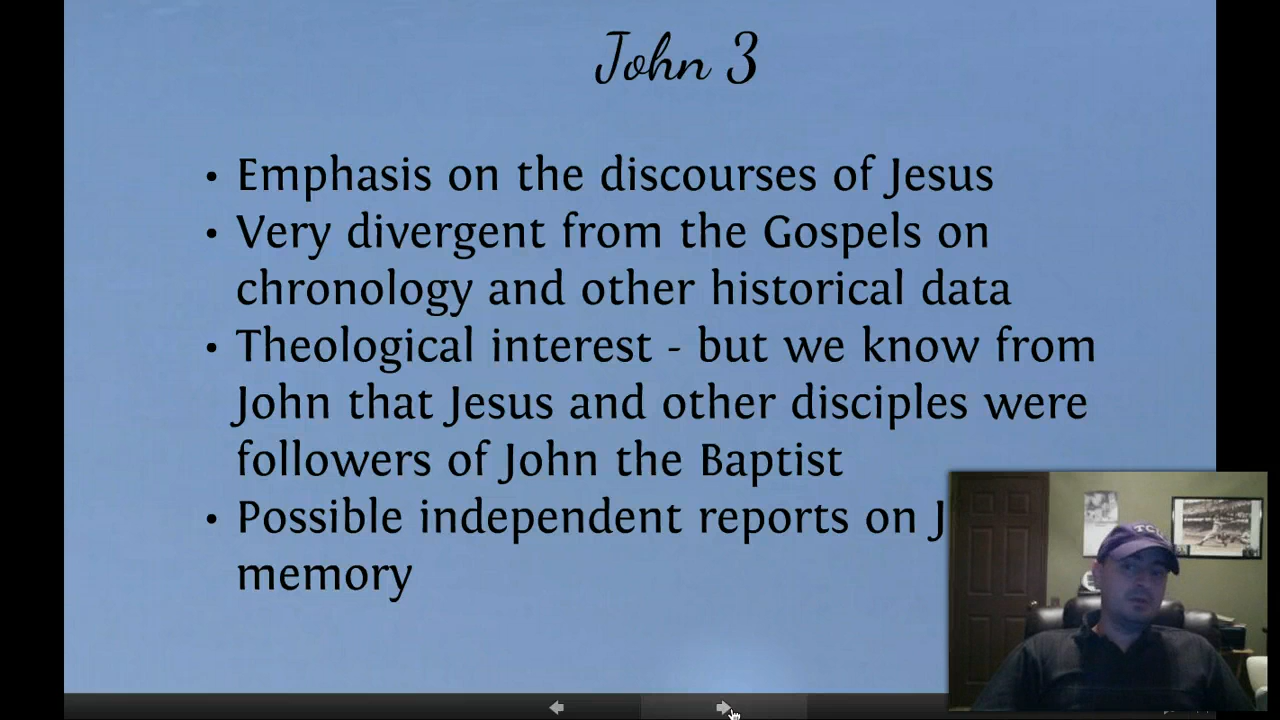 John 3
• Emphasis on the discourses of Jesus
• Very divergent from the Gospels on
chronology and other historical data
• Theological interest - but we know from
John that Jesus and other disciples were
followers of John the Baptist
• Possible independent reports on J
memory
TC